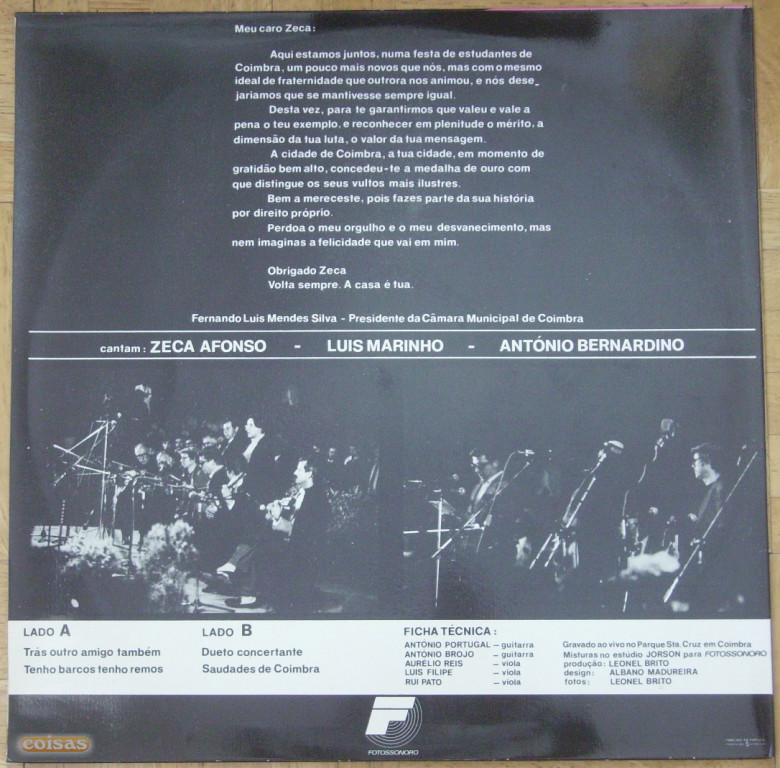 Meu caro Zeca:
Aqui estamos juntos, numa festa de estudantes de
Coimbra, um pouco mais novos que nós, mas com o mesmo
ideal de fraternidade que outrora nos animou, e nós dese_
jariamos que se mantivesse sempre igual.
Desta vez, para te garantirmos que valeu e vale a
pena o teu exemplo, e reconhecer em plenitude o mérito, a
dimensão da tua luta, o valor da tua mensagem.
A cidade de Coimbra, a tua cidade, em momento de
gratidão bem alto, concedeu-te a medalha de ouro com
que distingue os seus vultos mais ilustres.
Bem a mereceste, pois fazes parte da sua história
por direito próprio.
Perdoa o meu orgulho e o meu desvanecimento, mas
nem imaginas a felicidade que vai em mim.
Obrigado Zeca
Volta sempre. A casa é tua.
Fernando Luis Mendes Silva - Presidente da Câmara Municipal de Coimbra
cantam: ZECA AFONSO - LUIS MARINHO - ANTÓNIO BERNARDINO
LADO A
Trás outro amigo também
Tenho barcos tenho remos
LADO B
Dueto concertante
Saudades de Coimbra
FICHA TÉCNICA:
ANTÓNIO PORTUGAL - guitarra
ANTÓNIO BROJO - guitarra
AURÉLIO REIS - viola
LUIS FILIPE - viola
RUI PATO - viola
Gravado ao vivo no Parque Sta. Cruz em Coimbra
Misturas no estúdio JORSON para FOTOSSONORO
produção: LEONEL BRITO
design: ALBANO MADUREIRA
fotos: LEONEL BRITO
F
FOTOSSONORO
coisas